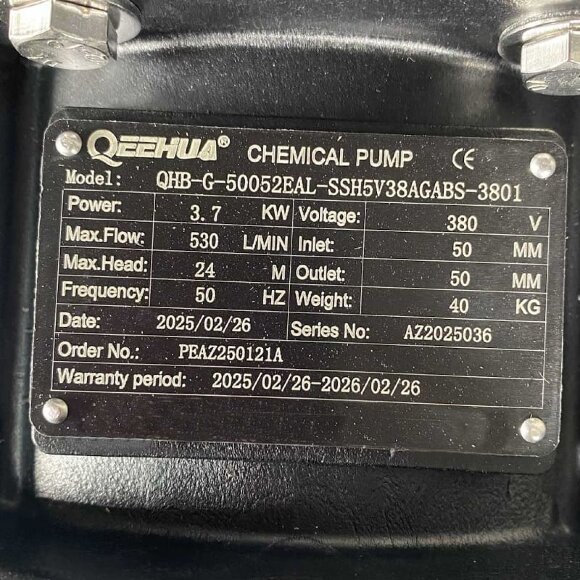 QEEHUA® CHEMICAL PUMP CE
Model: QHB-G-50052EAL-SSH5V38AGABS-3801
Power: 3.7 KW Voltage: 380 V
Max.Flow: 530 L/MIN Inlet: 50 MM
Max.Head: 24 M Outlet: 50 MM
Frequency: 50 HZ Weight: 40 KG
Date: 2025/02/26 Series No: AZ2025036
Order No.: PEAZ250121A
Warranty period: 2025/02/26-2026/02/26